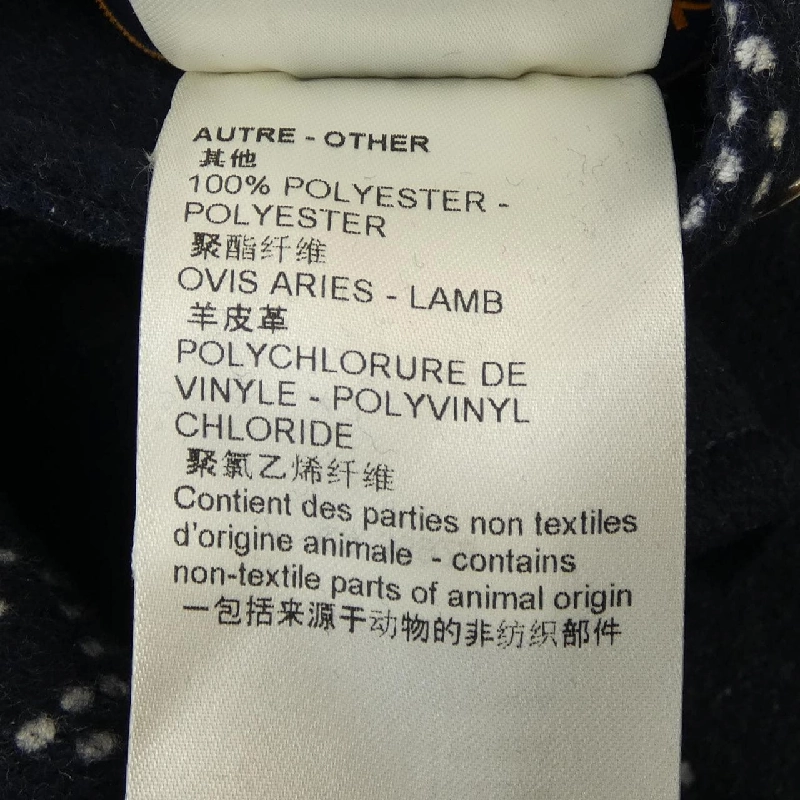 AUTRE - OTHER
其他
100% POLYESTER -
POLYESTER
聚酯纤维
OVIS ARIES - LAMB
羊皮革
POLYCHLORURE DE
VINYLE - POLYVINYL
CHLORIDE
聚氯乙烯纤维
Contient des parties non textiles
d'origine animale - contains
non-textile parts of animal origin
一包括来源于动物的非纺织部件